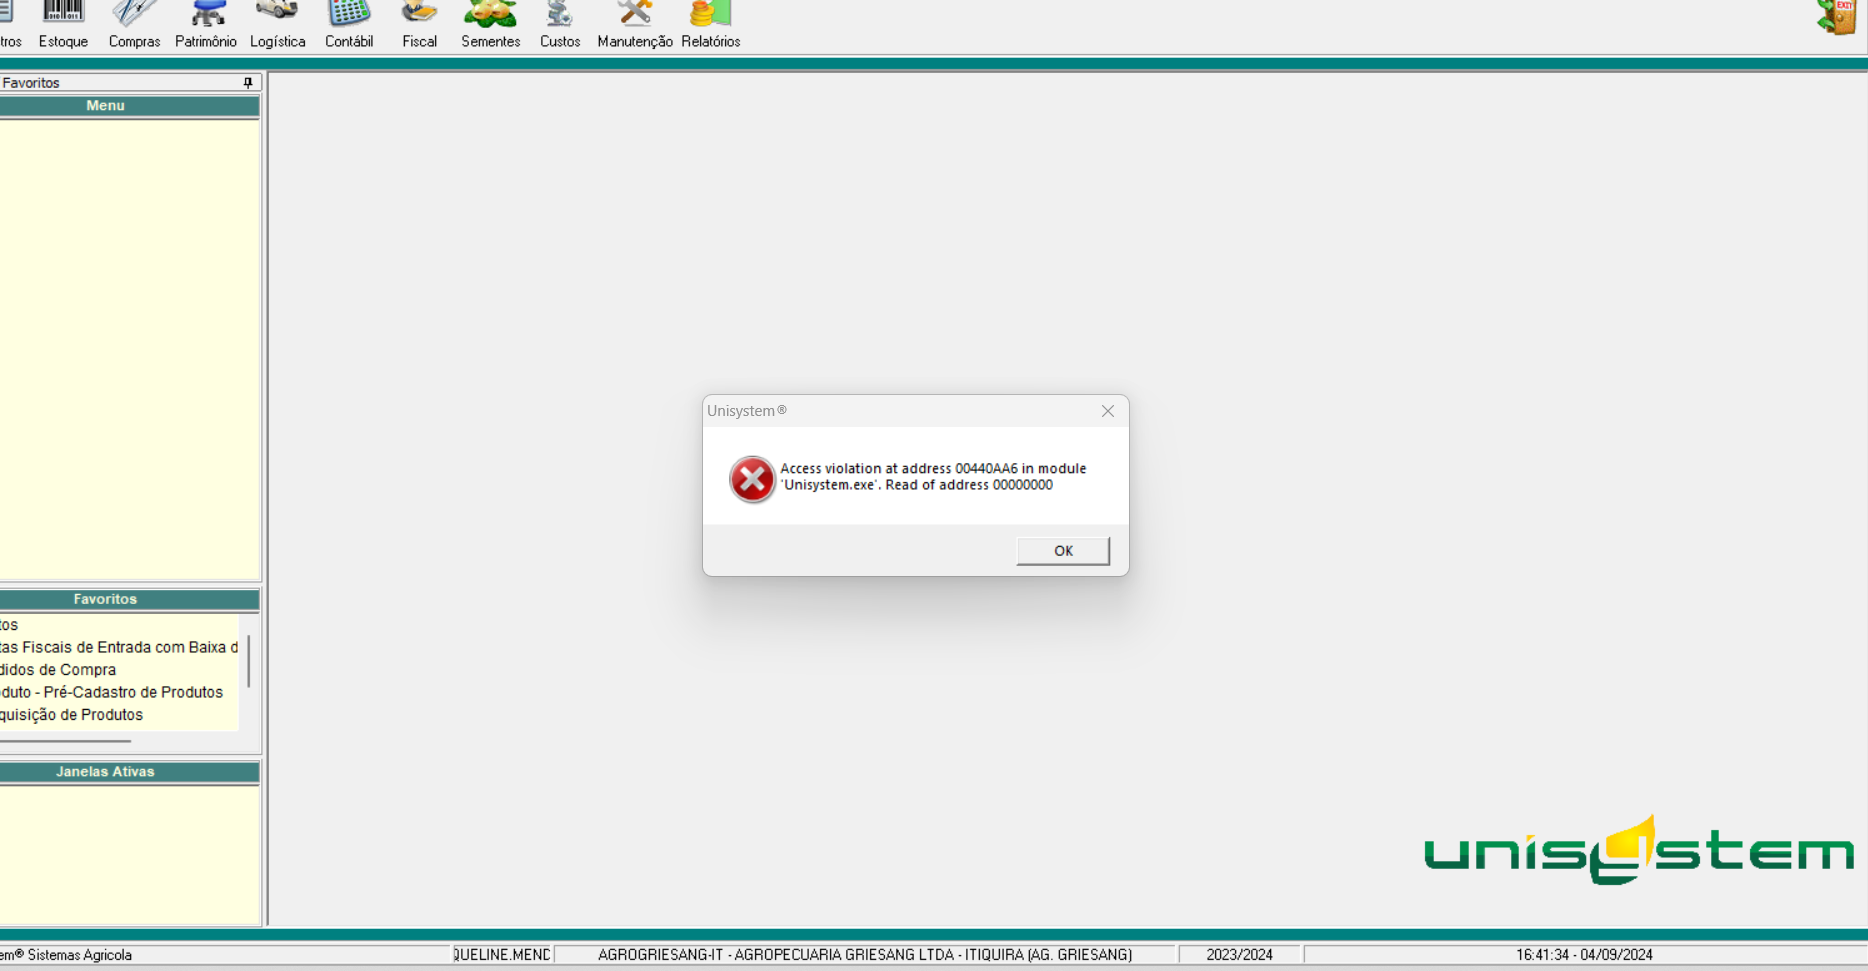 tros Estoque Compras Patrimônio Logística Contábil Fiscal Sementes Custos Manutenção Relatórios
EXIT
Favoritos
Menu
Unisystem®
Access violation at address 00440AA6 in module
'Unisystem.exe'. Read of address 00000000
OK
Favoritos
tos
tas Fiscais de Entrada com Baixa d
didos de Compra
oduto - Pré-Cadastro de Produtos
quisição de Produtos
Janelas Ativas
unisystem
em® Sistemas Agricola
QUELINE.MEND
AGROGRIESANG-IT - AGROPECUARIA GRIESANG LTDA - ITIQUIRA (AG. GRIESANG)
2023/2024
16:41:34 - 04/09/2024